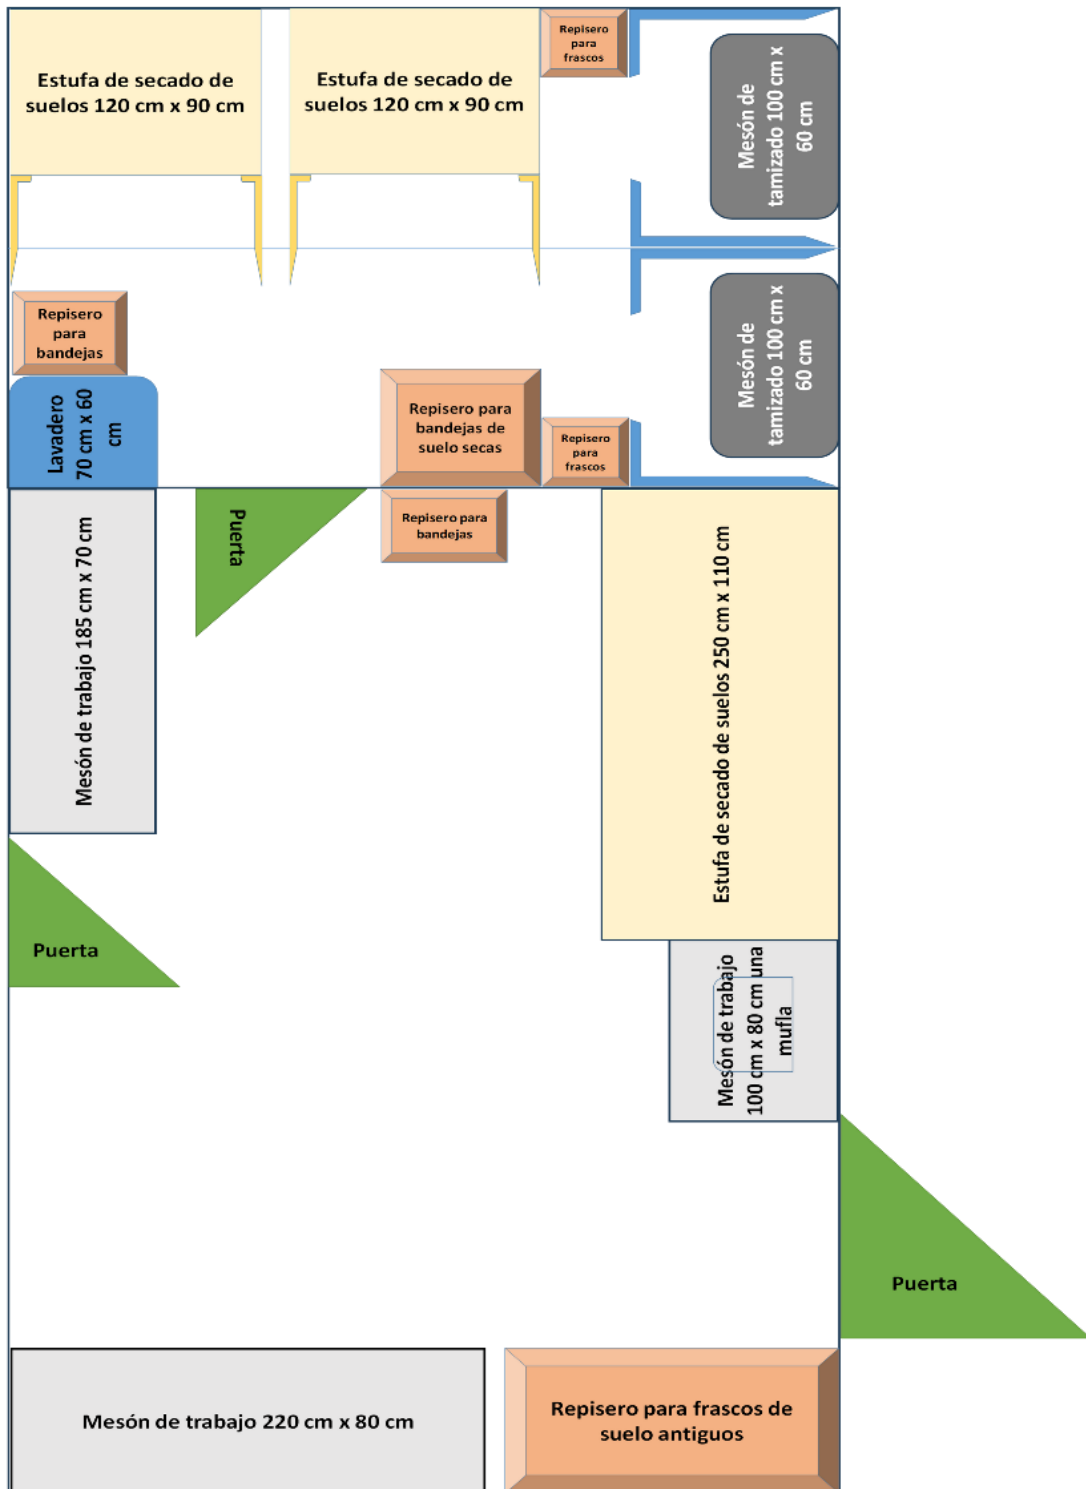 Estufa de secado de
suelos 120 cm x 90 cm
Estufa de secado de
suelos 120 cm x 90 cm
Repisero
para
frascos
Mesón de
tamizado 100 cm x
60 cm
Repisero
para
bandejas
Mesón de
tamizado 100 cm x
60 cm
Lavadero
70 cm x 60
cm
Repisero para
bandejas de
suelo secas
Repisero
para
frascos
Mesón de trabajo 185 cm x 70 cm
Puerta
Repisero para
bandejas
Estufa de secado de suelos 250 cm x 110 cm
Puerta
Mesón de trabajo
100 cm x 80 cm una
mufla
Puerta
Mesón de trabajo 220 cm x 80 cm
Repisero para frascos de
suelo antiguos